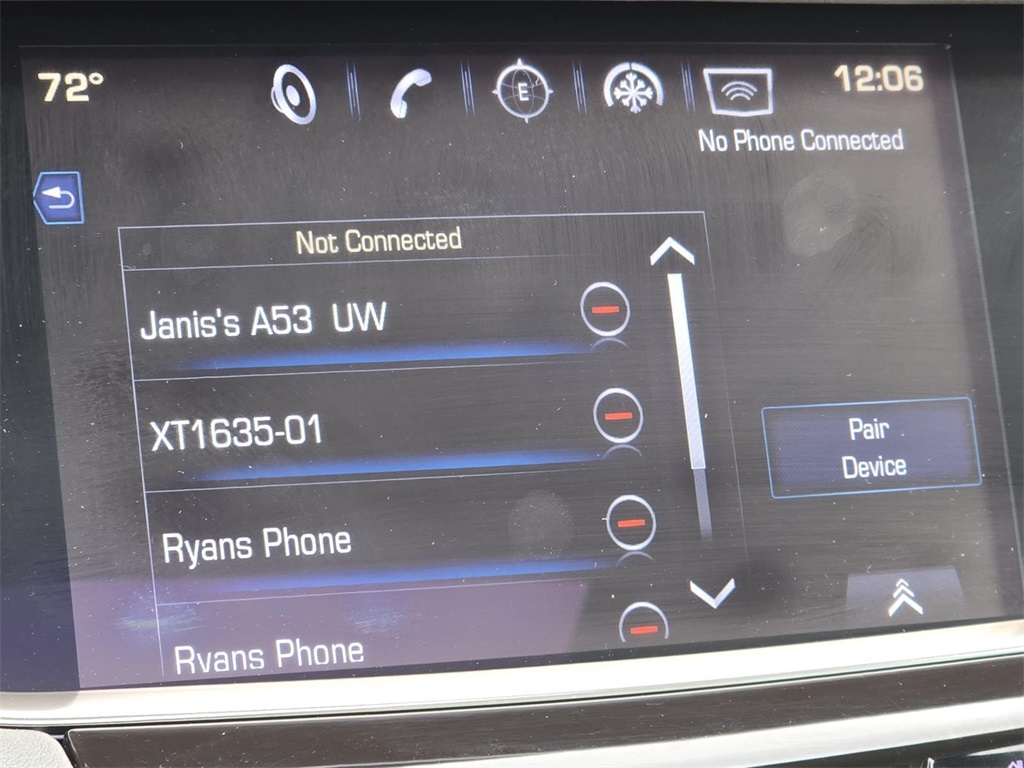 72°
E
12:06
No Phone Connected
Not Connected
Janis's A53 UW
XT1635-01
Ryans Phone
Ryans Phone
Pair
Device